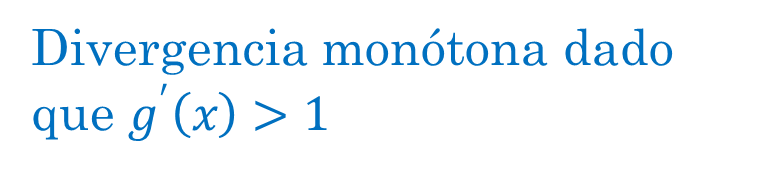 Divergencia monótona dado
que g′(x) > 1